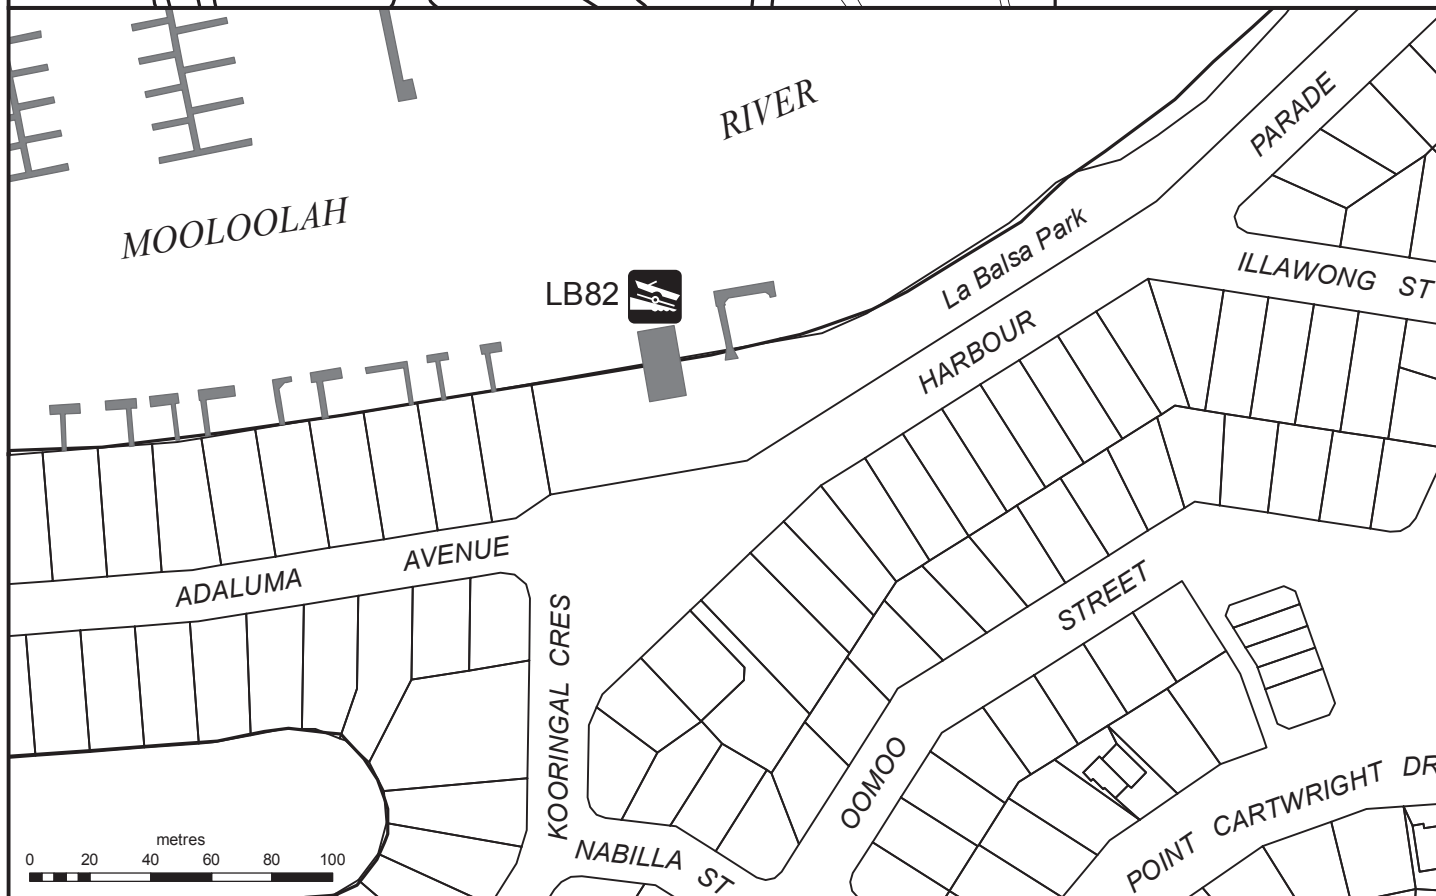 RIVER
PARADE
MOOLOOLAH
La Balsa Park
ILLAWONG ST
LB82
HARBOUR
ADALUMA AVENUE
STREET
KOORINGAL CRES
OOMOO
POINT CARTWRIGHT DR
NABILLA ST
metres
0 20 40 60 80 100